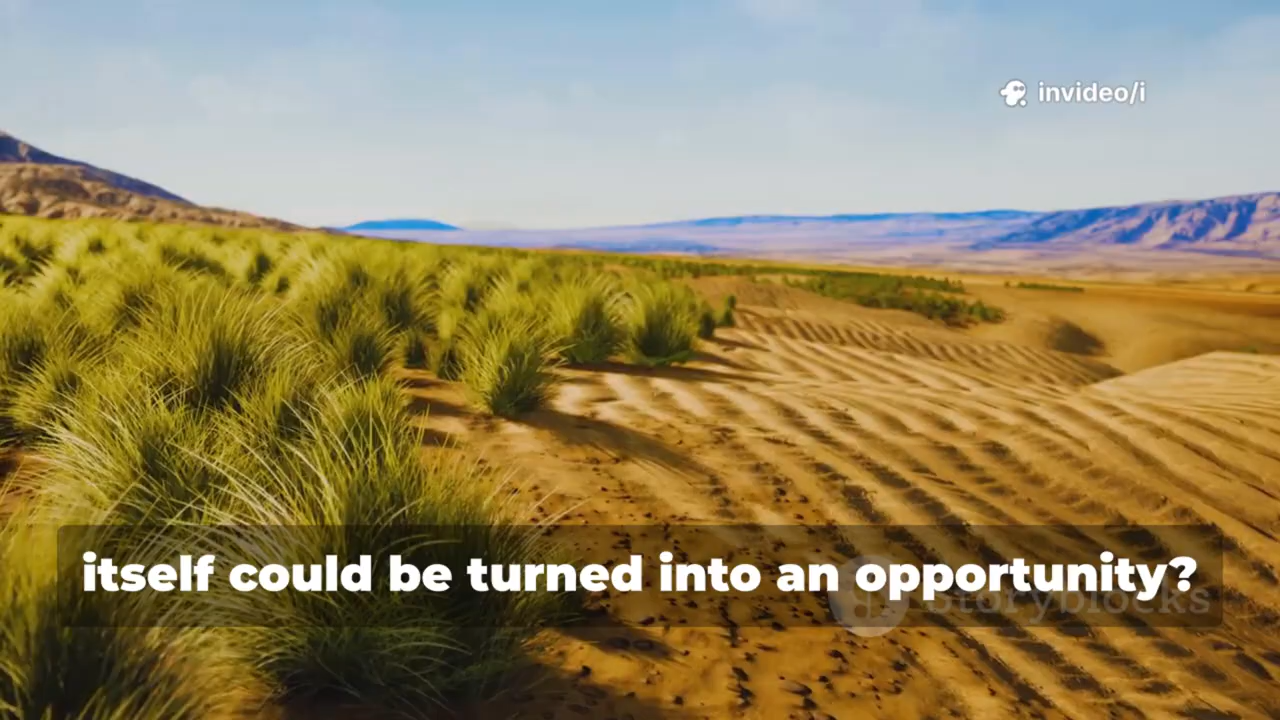 invideo/i
itself could be turned into an opportunity?
Storyblocks